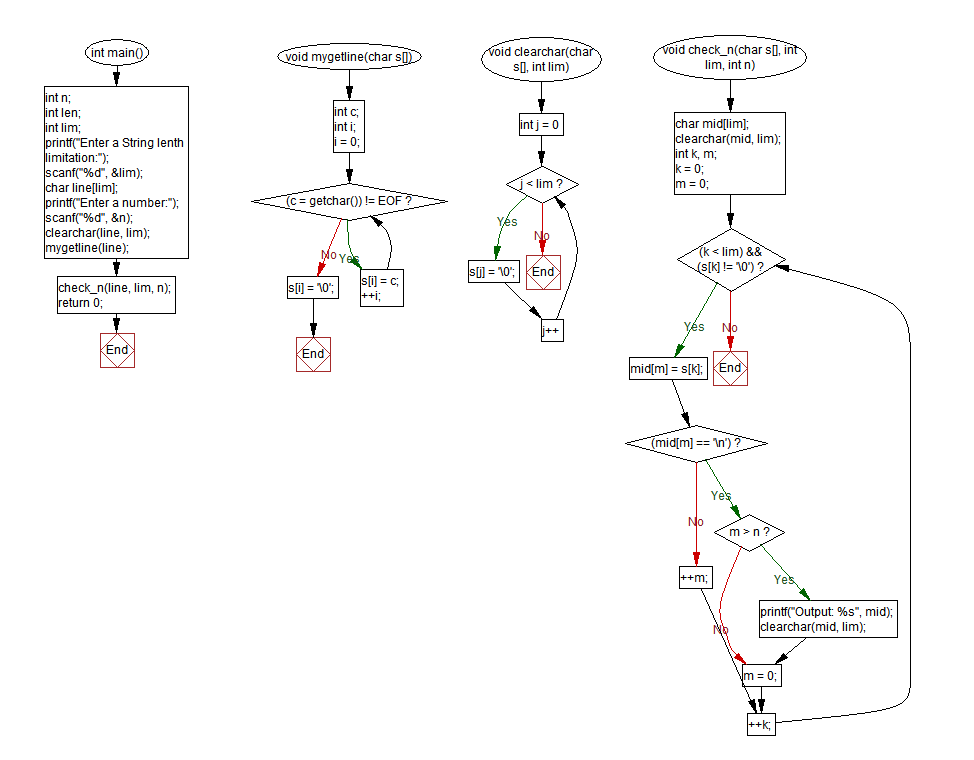 int main()
int n;
int len;
int lim;
printf("Enter a String lenth
limitation:");
scanf("%d", &lim);
char line[lim];
printf("Enter a number:");
scanf("%d", &n);
clearchar(line, lim);
mygetline(line);
check_n(line, lim, n);
return 0;
End
void mygetline(char s[])
int c;
int i;
i = 0;
(c = getchar()) != EOF ?
No
Yes
s[i] = '\0';
s[i] = c;
++i;
End
void clearchar(char
s[], int lim)
int j = 0
j < lim ?
Yes
No
s[j] = '\0';
End
j++
void check_n(char s[], int
lim, int n)
char mid[lim];
clearchar(mid, lim);
int k, m;
k = 0;
m = 0;
(k < lim) &&
(s[k] != '\0') ?
Yes
No
mid[m] = s[k];
End
(mid[m] == '\n') ?
Yes
No
m > n ?
++m;
Yes
printf("Output: %s", mid);
clearchar(mid, lim);
No
m = 0;
++k;